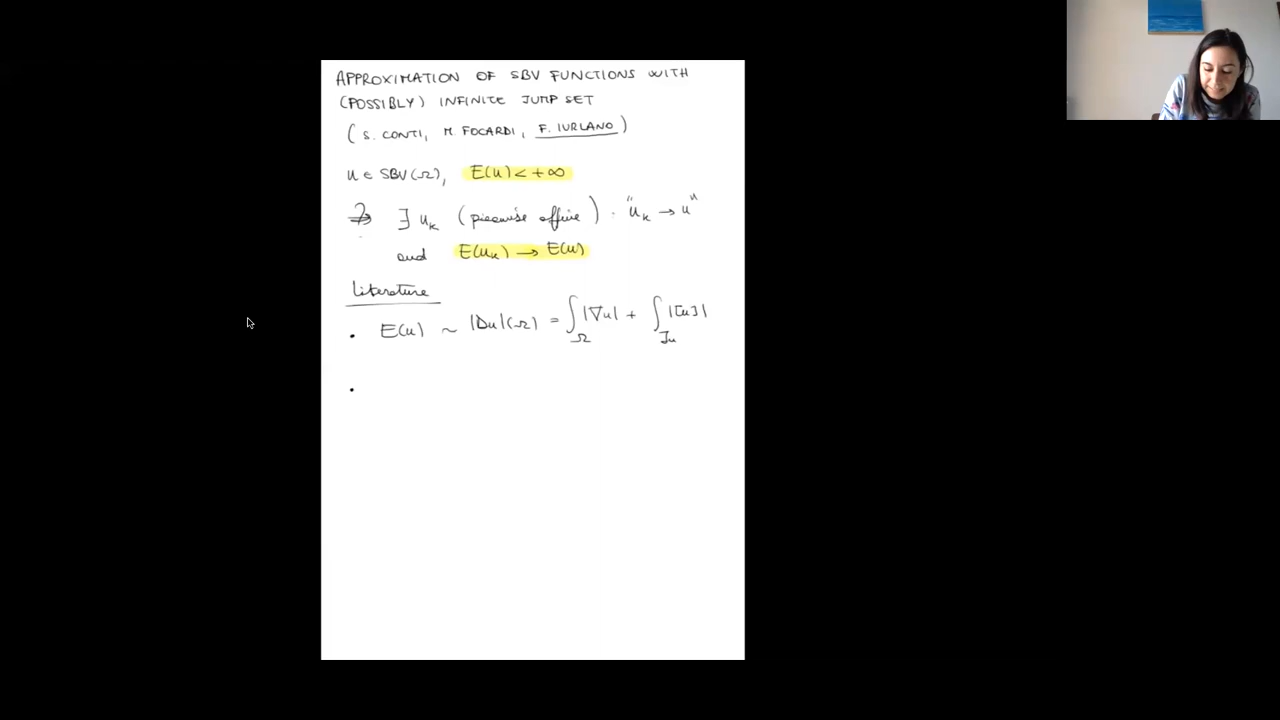 APPROXIMATION OF SBV FUNCTIONS WITH
(POSSIBLY) INFINITE JUMP SET
(S. CONTI, M. FOCARDI, F. IURLANO)
u ∈ SBV(Ω), E(u) < +∞
∃ u_k (piecewise affine) · "u_k → u"
and E(u_k) → E(u)
Literature
• E(u) ~ |Du|(Ω) = ∫_Ω |∇u| + ∫_{J_u} |[u]|
•